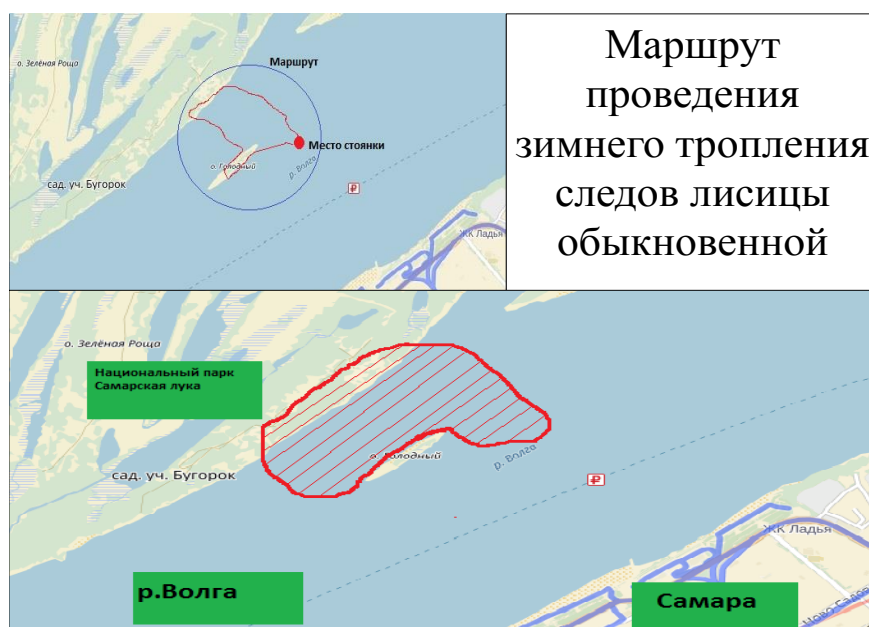 Маршрут
проведения
зимнего тропления
следов лисицы
обыкновенной
о. Зелёная Роща
Маршрут
Место стоянки
о. Голодный
р. Волга
сад. уч. Бугорок
ЖК Ладья
о. Зелёная Роща
Национальный парк
Самарская лука
о. Голодный
р. Волга
сад. уч. Бугорок
ЖК Ладья
р.Волга
Самара